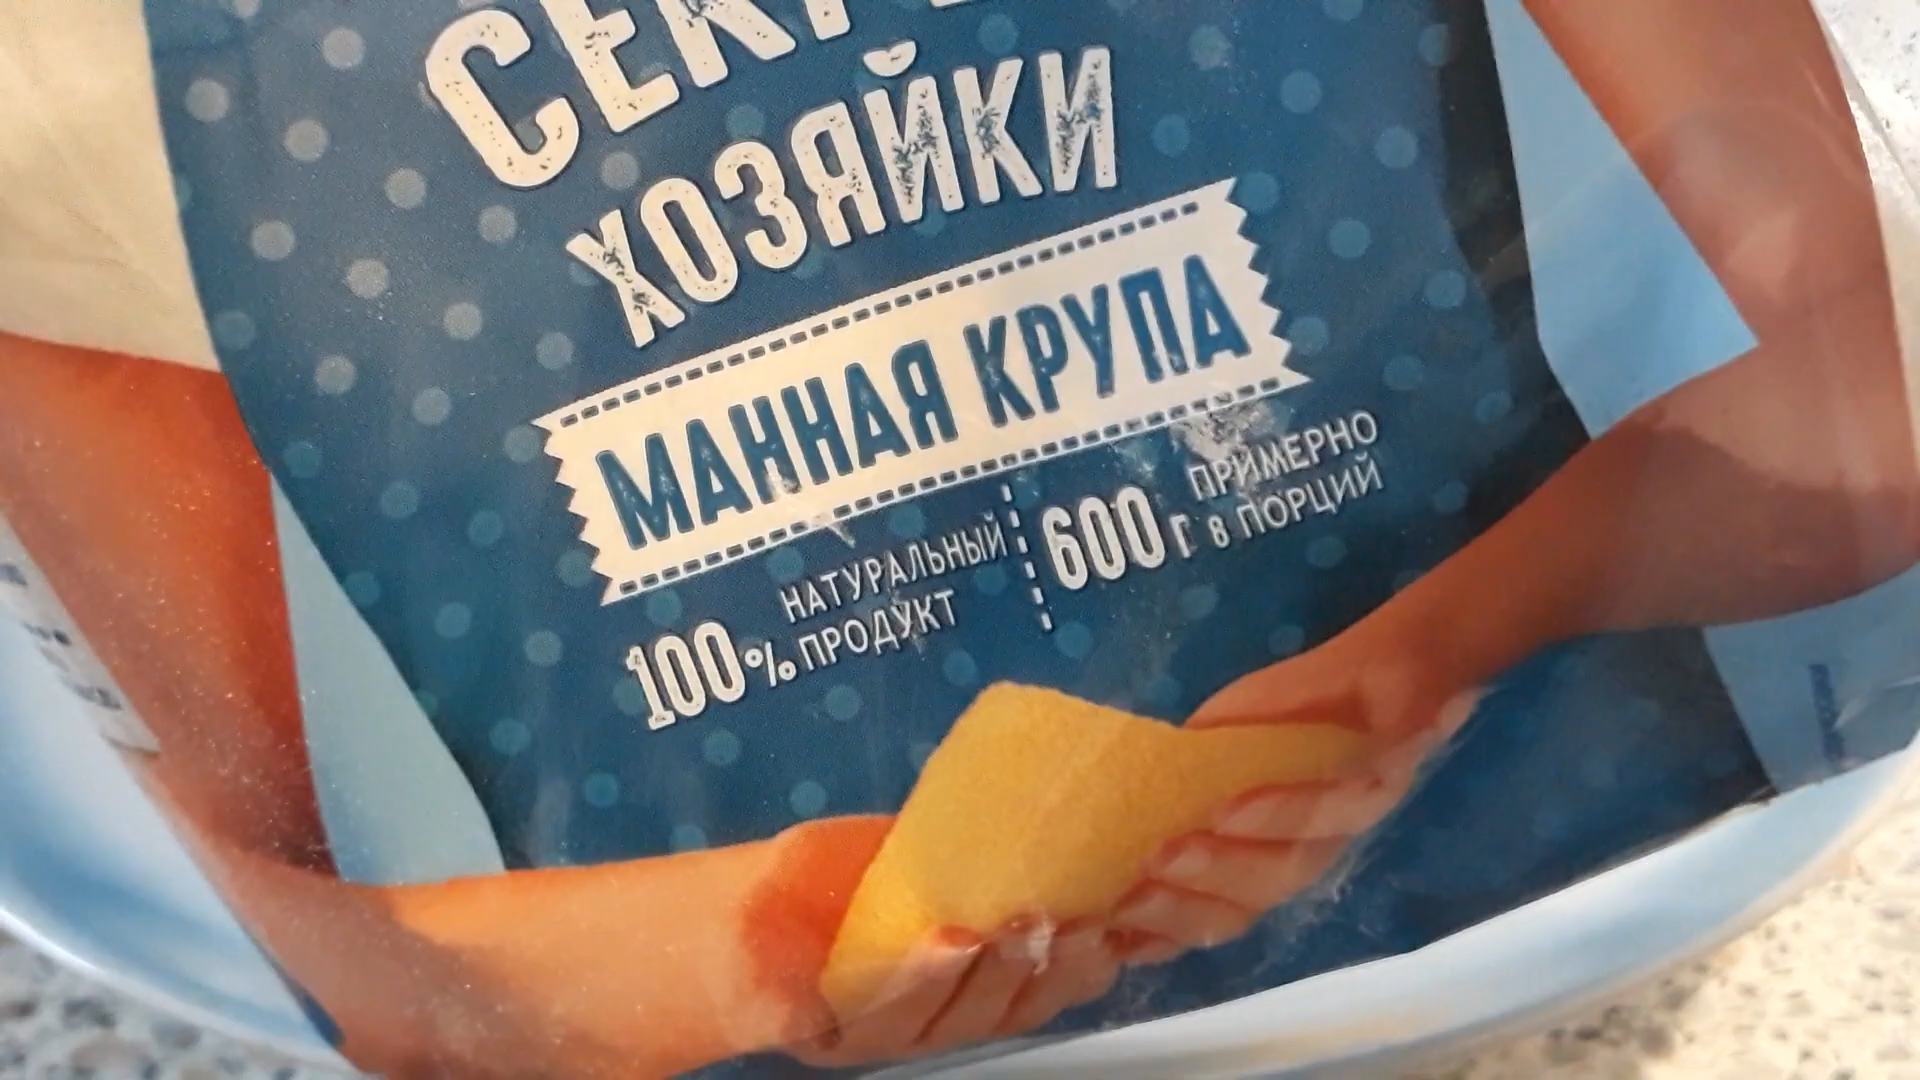 ХОЗЯЙКИ
МАННАЯ КРУПА
100% НАТУРАЛЬНЫЙ
ПРОДУКТ
600 г ПРИМЕРНО
8 ПОРЦИЙ